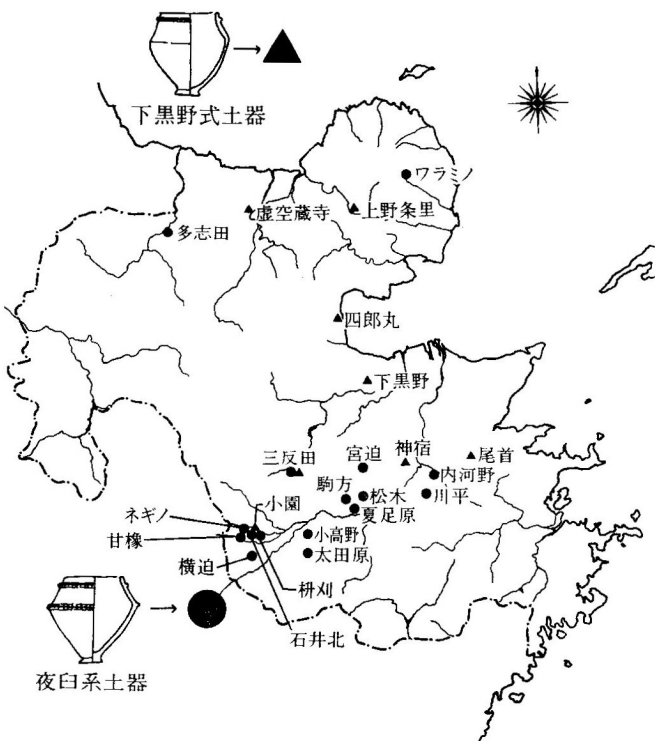 下黒野式土器
ワラミノ
虚空蔵寺
上野条里
多志田
四郎丸
下黒野
三反田
宮迫
神宿
尾首
内河野
駒方
松木
川平
夏足原
ネギノ
小園
甘橡
小高野
太田原
横迫
枡刈
石井北
夜臼系土器